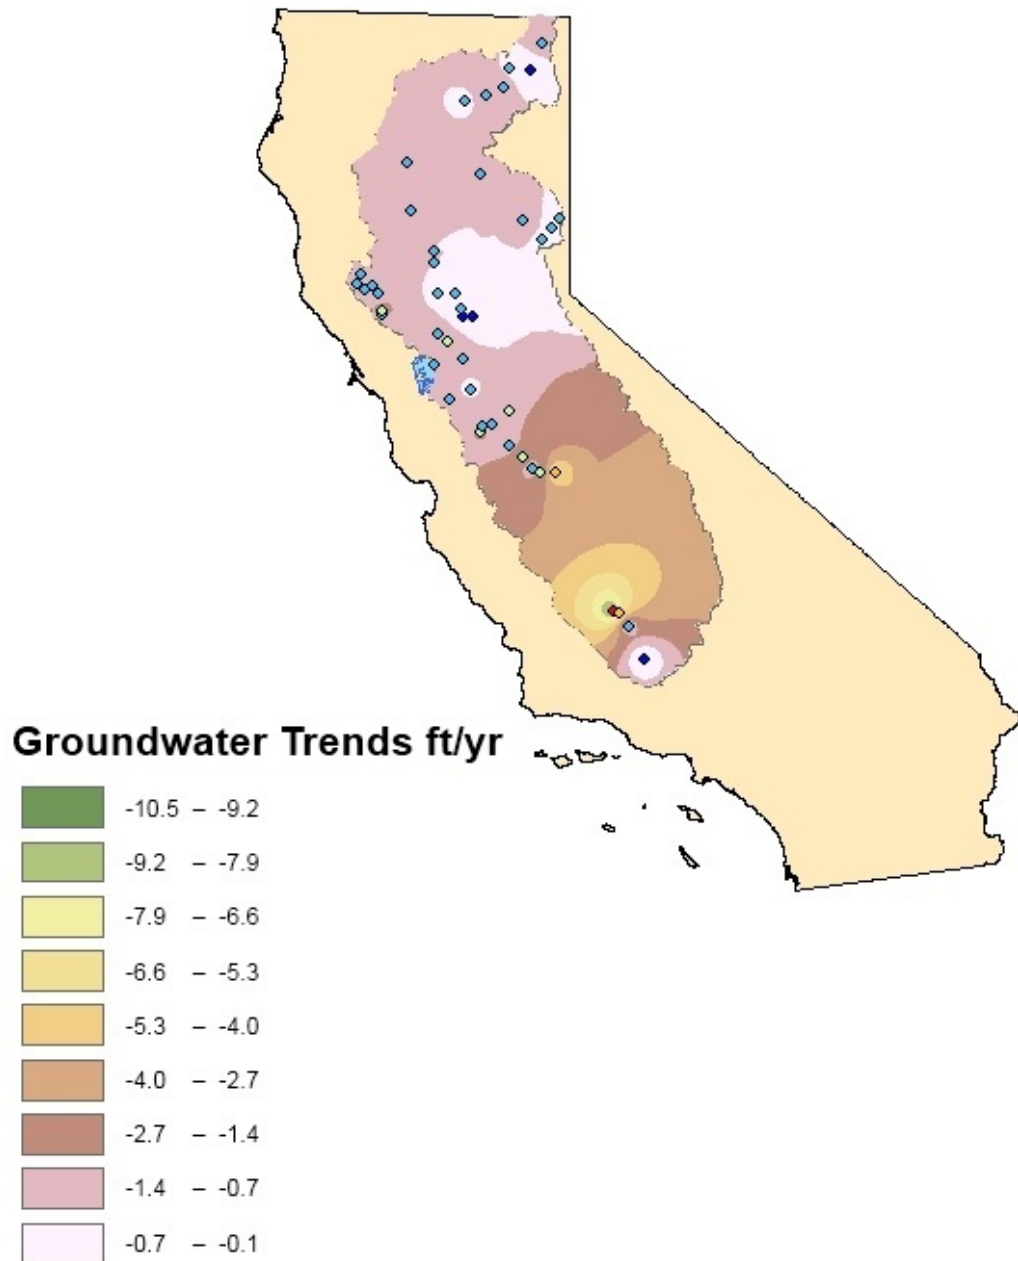 Groundwater Trends ft/yr
-10.5 – -9.2
-9.2 – -7.9
-7.9 – -6.6
-6.6 – -5.3
-5.3 – -4.0
-4.0 – -2.7
-2.7 – -1.4
-1.4 – -0.7
-0.7 – -0.1